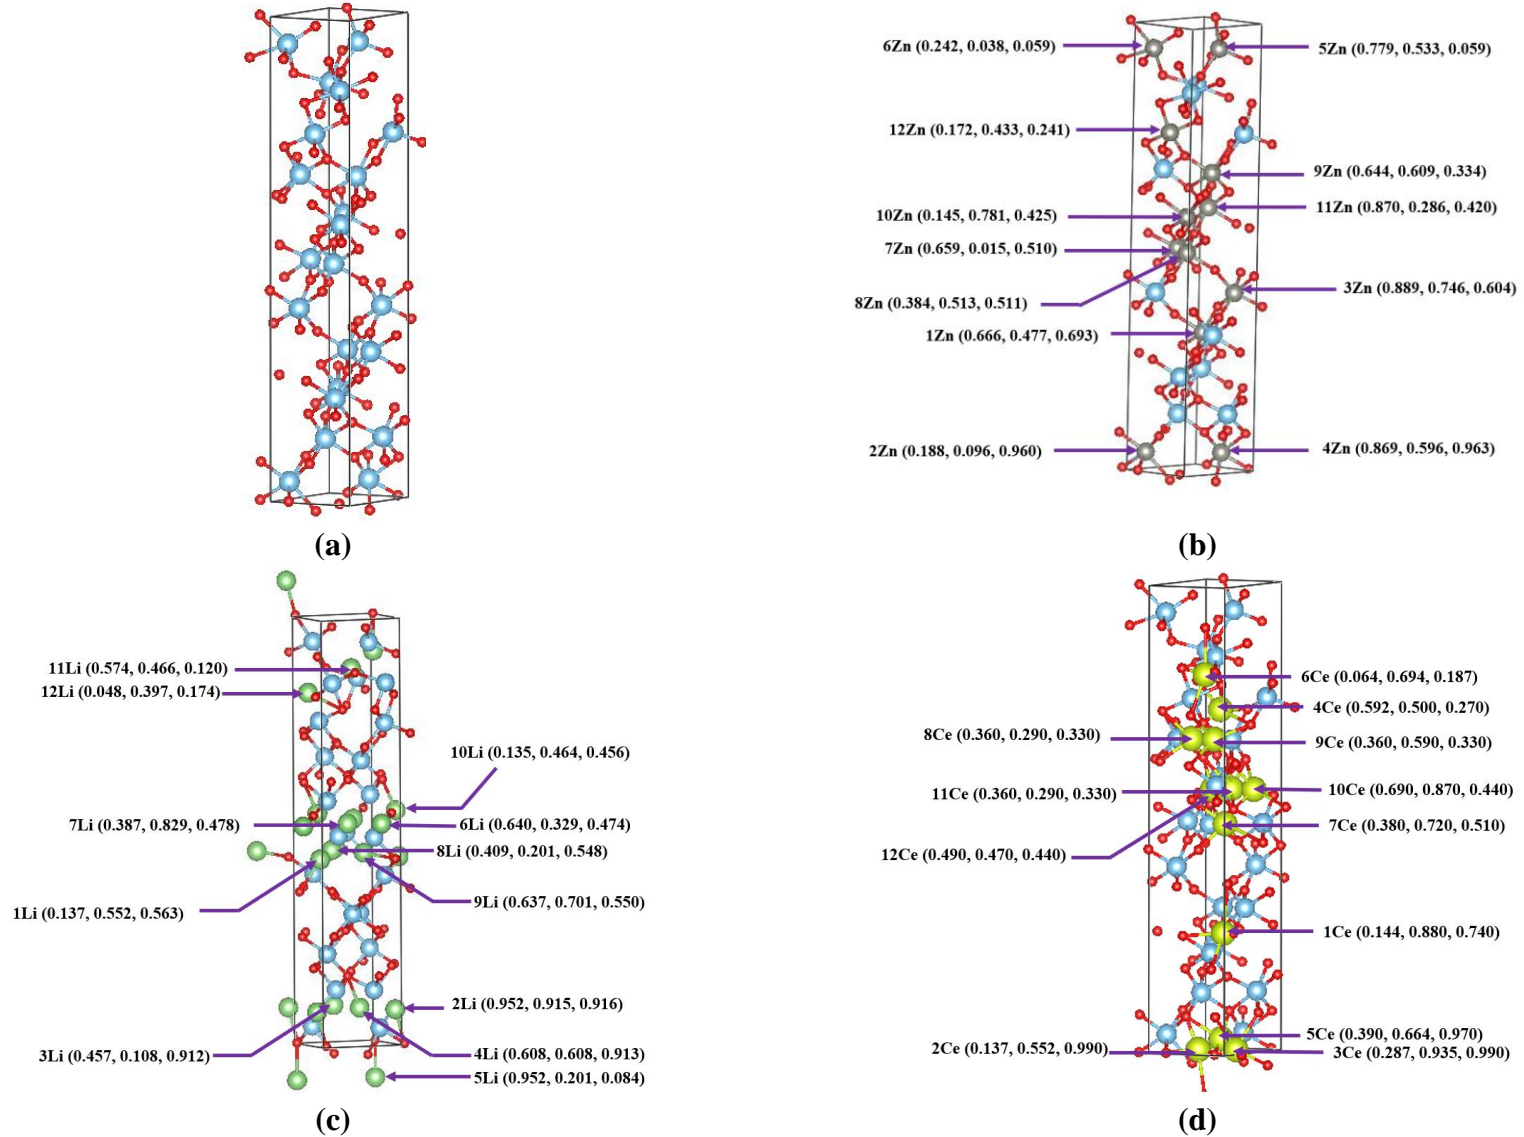 6Zn (0.242, 0.038, 0.059)
5Zn (0.779, 0.533, 0.059)
12Zn (0.172, 0.433, 0.241)
9Zn (0.644, 0.609, 0.334)
11Zn (0.870, 0.286, 0.420)
10Zn (0.145, 0.781, 0.425)
7Zn (0.659, 0.015, 0.510)
8Zn (0.384, 0.513, 0.511)
3Zn (0.889, 0.746, 0.604)
1Zn (0.666, 0.477, 0.693)
2Zn (0.188, 0.096, 0.960)
4Zn (0.869, 0.596, 0.963)
(a)
(b)
11Li (0.574, 0.466, 0.120)
12Li (0.048, 0.397, 0.174)
10Li (0.135, 0.464, 0.456)
7Li (0.387, 0.829, 0.478)
6Li (0.640, 0.329, 0.474)
8Li (0.409, 0.201, 0.548)
9Li (0.637, 0.701, 0.550)
1Li (0.137, 0.552, 0.563)
2Li (0.952, 0.915, 0.916)
3Li (0.457, 0.108, 0.912)
4Li (0.608, 0.608, 0.913)
5Li (0.952, 0.201, 0.084)
6Ce (0.064, 0.694, 0.187)
4Ce (0.592, 0.500, 0.270)
8Ce (0.360, 0.290, 0.330)
9Ce (0.360, 0.590, 0.330)
11Ce (0.360, 0.290, 0.330)
10Ce (0.690, 0.870, 0.440)
7Ce (0.380, 0.720, 0.510)
12Ce (0.490, 0.470, 0.440)
1Ce (0.144, 0.880, 0.740)
5Ce (0.390, 0.664, 0.970)
2Ce (0.137, 0.552, 0.990)
3Ce (0.287, 0.935, 0.990)
(c)
(d)